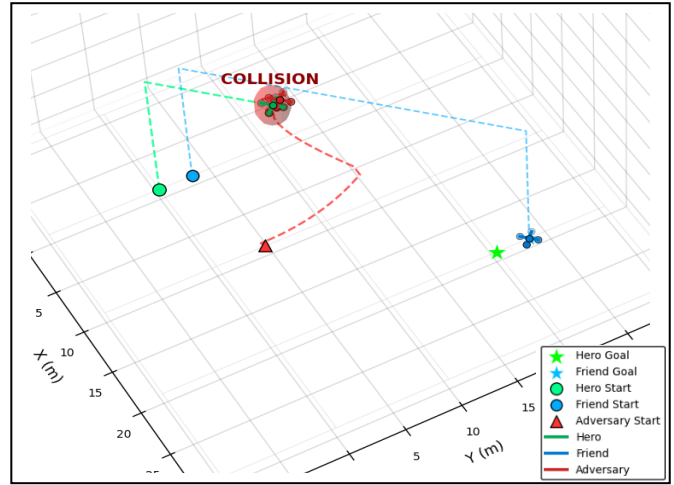 COLLISION
5
10
15
20
25
X (m)
5
10
15
Y (m)
Hero Goal
Friend Goal
Hero Start
Friend Start
Adversary Start
Hero
Friend
Adversary